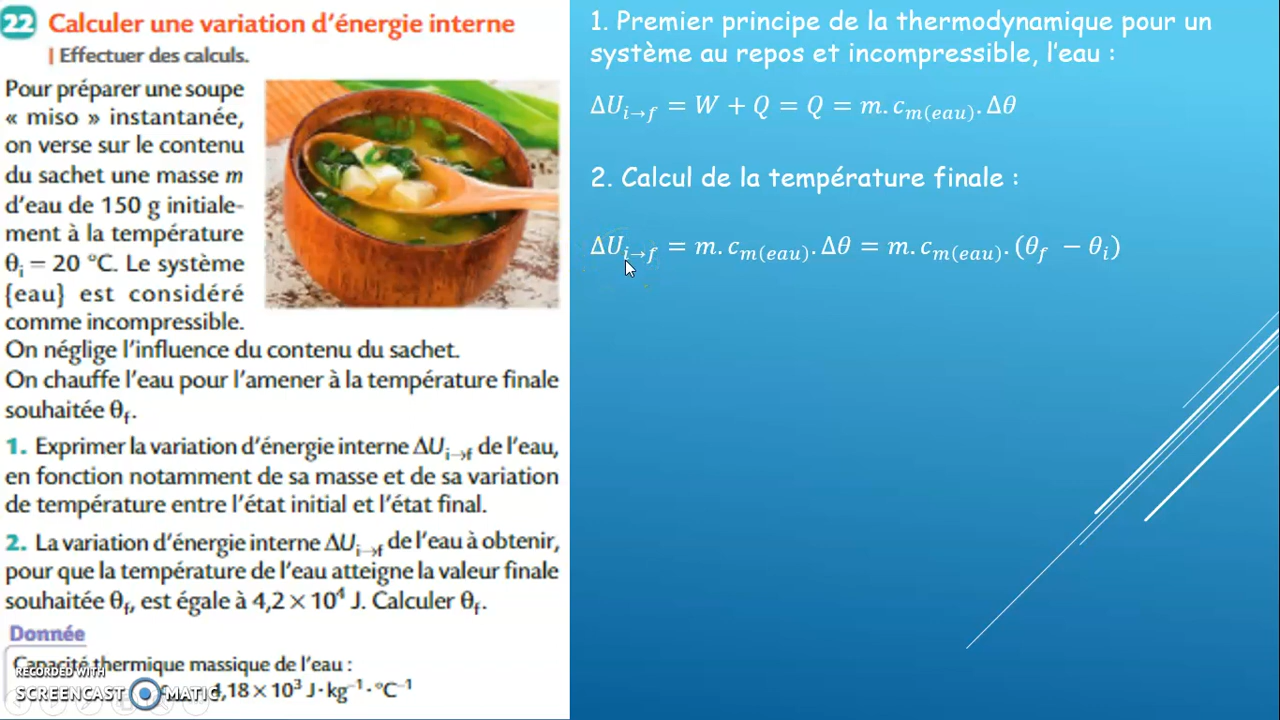 22 Calculer une variation d’énergie interne
| Effectuer des calculs.
Pour préparer une soupe
« miso » instantanée,
on verse sur le contenu
du sachet une masse m
d’eau de 150 g initiale-
ment à la température
θi = 20 °C. Le système
{eau} est considéré
comme incompressible.
On néglige l’influence du contenu du sachet.
On chauffe l’eau pour l’amener à la température finale
souhaitée θf.
1. Exprimer la variation d’énergie interne ΔUi→f de l’eau,
en fonction notamment de sa masse et de sa variation
de température entre l’état initial et l’état final.
2. La variation d’énergie interne ΔUi→f de l’eau à obtenir,
pour que la température de l’eau atteigne la valeur finale
souhaitée θf, est égale à 4,2 × 10⁴ J. Calculer θf.
Donnée
Capacité thermique massique de l’eau :
4,18 × 10³ J·kg⁻¹·°C⁻¹
RECORDED WITH
SCREENCAST MATIC
1. Premier principe de la thermodynamique pour un
système au repos et incompressible, l’eau :
ΔUi→f = W + Q = Q = m. cm(eau). Δθ
2. Calcul de la température finale :
ΔUi→f = m. cm(eau). Δθ = m. cm(eau). (θf − θi)